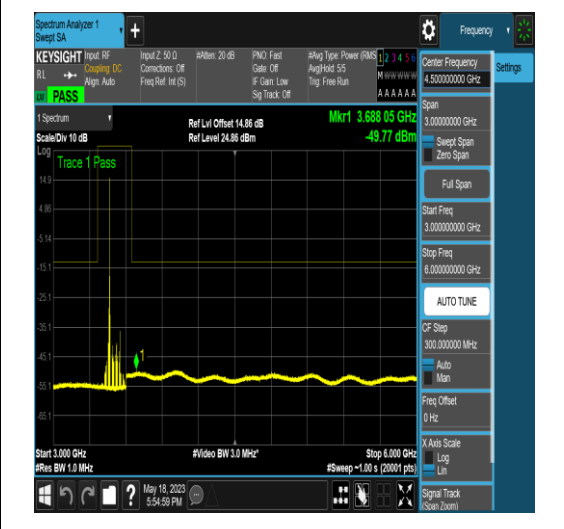 Spectrum Analyzer 1
Swept SA
+
Frequency
KEYSIGHT Input: RF Input Z: 50 Ω #Atten: 20 dB PNO: Fast #Avg Type: Power (RMS 1 2 3 4 5 6
RL Coupling: DC Corrections: Off Gate: Off Avg|Hold: 5/5 M W W W W W
Align: Auto Freq Ref: Int (S) IF Gain: Low Trig: Free Run
PASS Sig Track: Off A A A A A A
1 Spectrum
Ref Lvl Offset 14.86 dB Mkr1 3.688 05 GHz
Scale/Div 10 dB Ref Level 24.86 dBm -49.77 dBm
Log
Trace 1 Pass
14.9
4.86
-5.14
-15.1
-25.1
-35.1
-45.1
1
-55.1
-65.1
Start 3.000 GHz #Video BW 3.0 MHz* Stop 6.000 GHz
#Res BW 1.0 MHz #Sweep ~1.00 s (20001 pts)
? May 18, 2023
5:54:59 PM
Center Frequency
4.500000000 GHz
Settings
Span
3.00000000 GHz
Swept Span
Zero Span
Full Span
Start Freq
3.000000000 GHz
Stop Freq
6.000000000 GHz
AUTO TUNE
CF Step
300.000000 MHz
Auto
Man
Freq Offset
0 Hz
X Axis Scale
Log
Lin
Signal Track
(Span Zoom)